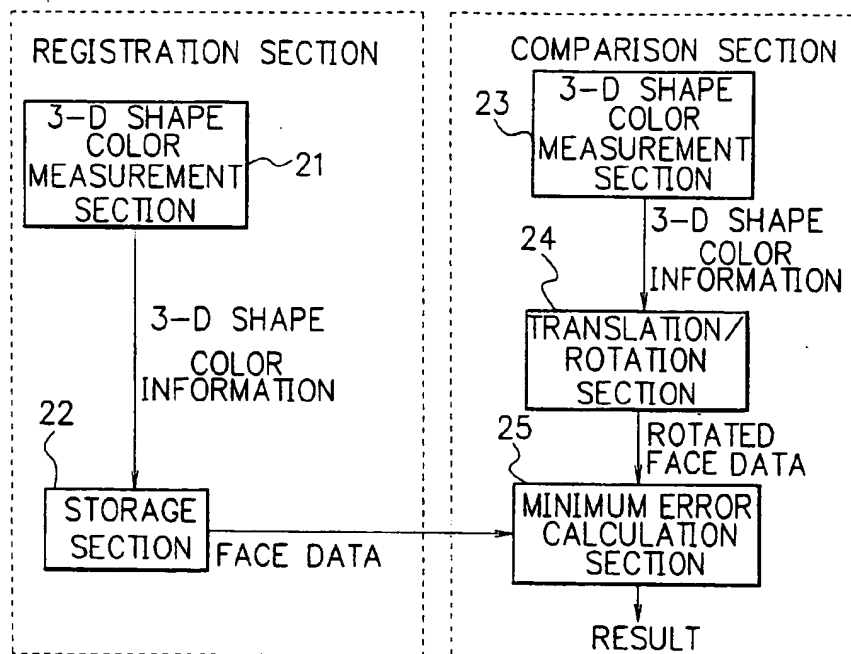 REGISTRATION SECTION
3-D SHAPE
COLOR
MEASUREMENT
SECTION
21
3-D SHAPE
COLOR
INFORMATION
22
STORAGE
SECTION
FACE DATA
COMPARISON SECTION
23
3-D SHAPE
COLOR
MEASUREMENT
SECTION
3-D SHAPE
COLOR
INFORMATION
24
TRANSLATION/
ROTATION
SECTION
ROTATED
FACE DATA
25
MINIMUM ERROR
CALCULATION
SECTION
RESULT